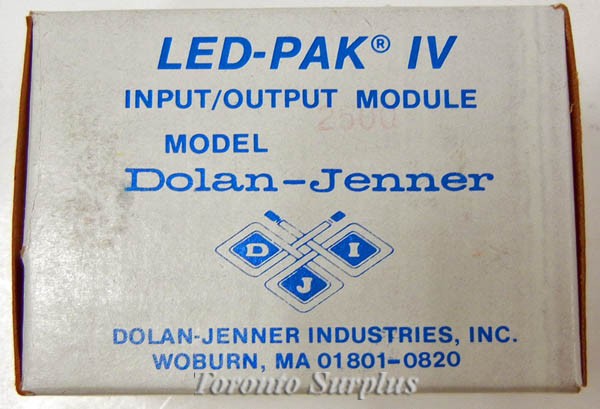 LED-PAK® IV
INPUT/OUTPUT MODULE
2500
MODEL
Dolan-Jenner
D I
J
DOLAN-JENNER INDUSTRIES, INC.
WOBURN, MA 01801-0820
Toronto Surplus